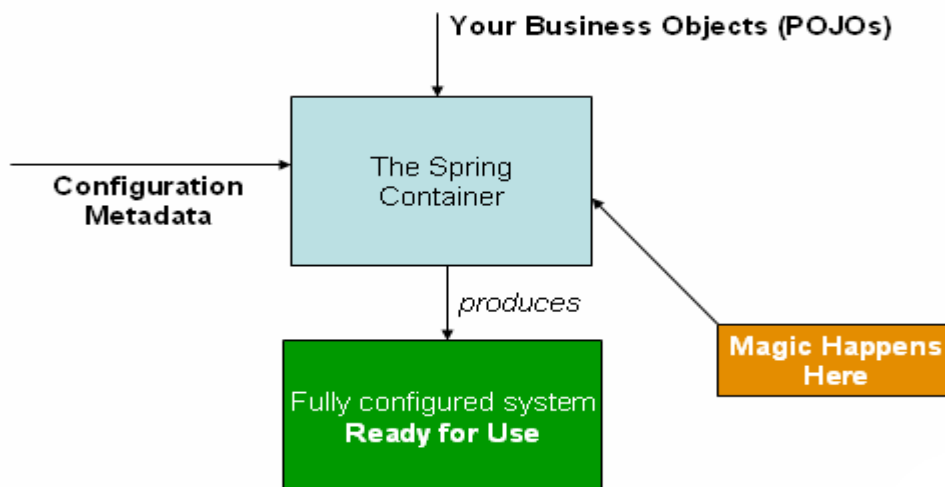 Your Business Objects (POJOs)
The Spring
Container
Configuration
Metadata
produces
Magic Happens
Here
Fully configured system
Ready for Use